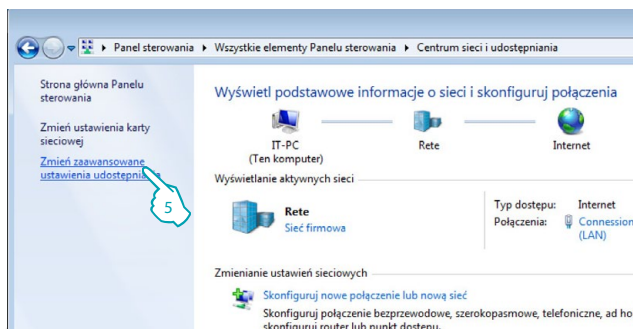 Panel sterowania ▸ Wszystkie elementy Panelu sterowania ▸ Centrum sieci i udostępniania
Strona główna Panelu
sterowania
Zmień ustawienia karty
sieciowej
Zmień zaawansowane
ustawienia udostępniania
5
Wyświetl podstawowe informacje o sieci i skonfiguruj połączenia
IT-PC
(Ten komputer)
Rete
Internet
Wyświetlanie aktywnych sieci
Rete
Sieć firmowa
Typ dostępu: Internet
Połączenia: Connession
(LAN)
Zmienianie ustawień sieciowych
Skonfiguruj nowe połączenie lub nową sieć
Skonfiguruj połączenie bezprzewodowe, szerokopasmowe, telefoniczne, ad ho
skonfiguruj router lub punkt dostępu.